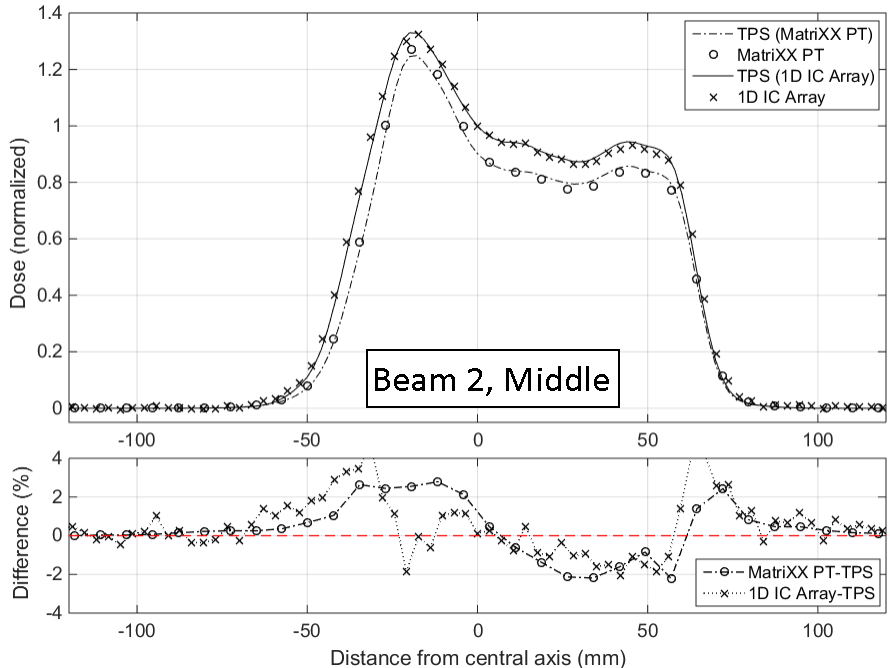 1.4
1.2
1
0.8
0.6
0.4
0.2
0
Dose (normalized)
TPS (MatriXX PT)
MatriXX PT
TPS (1D IC Array)
1D IC Array
Beam 2, Middle
-100 -50 0 50 100
4
2
0
-2
-4
Difference (%)
MatriXX PT-TPS
1D IC Array-TPS
-100 -50 0 50 100
Distance from central axis (mm)